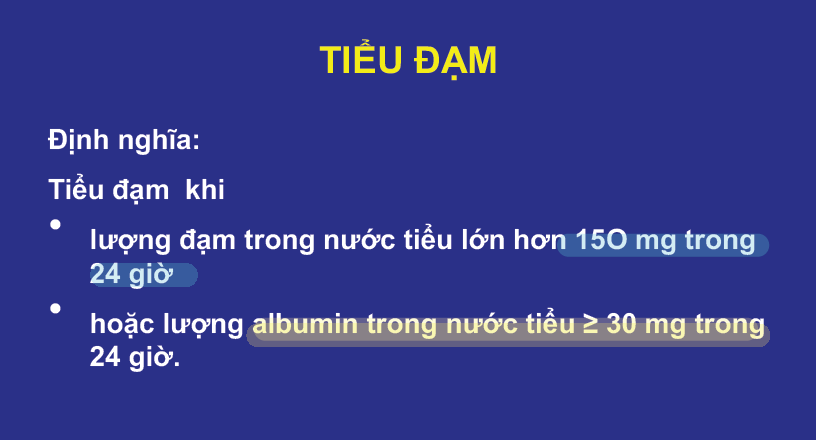 TIỂU ĐẠM
Định nghĩa:
Tiểu đạm  khi
• lượng đạm trong nước tiểu lớn hơn 15O mg trong
24 giờ
• hoặc lượng albumin trong nước tiểu ≥ 30 mg trong
24 giờ.